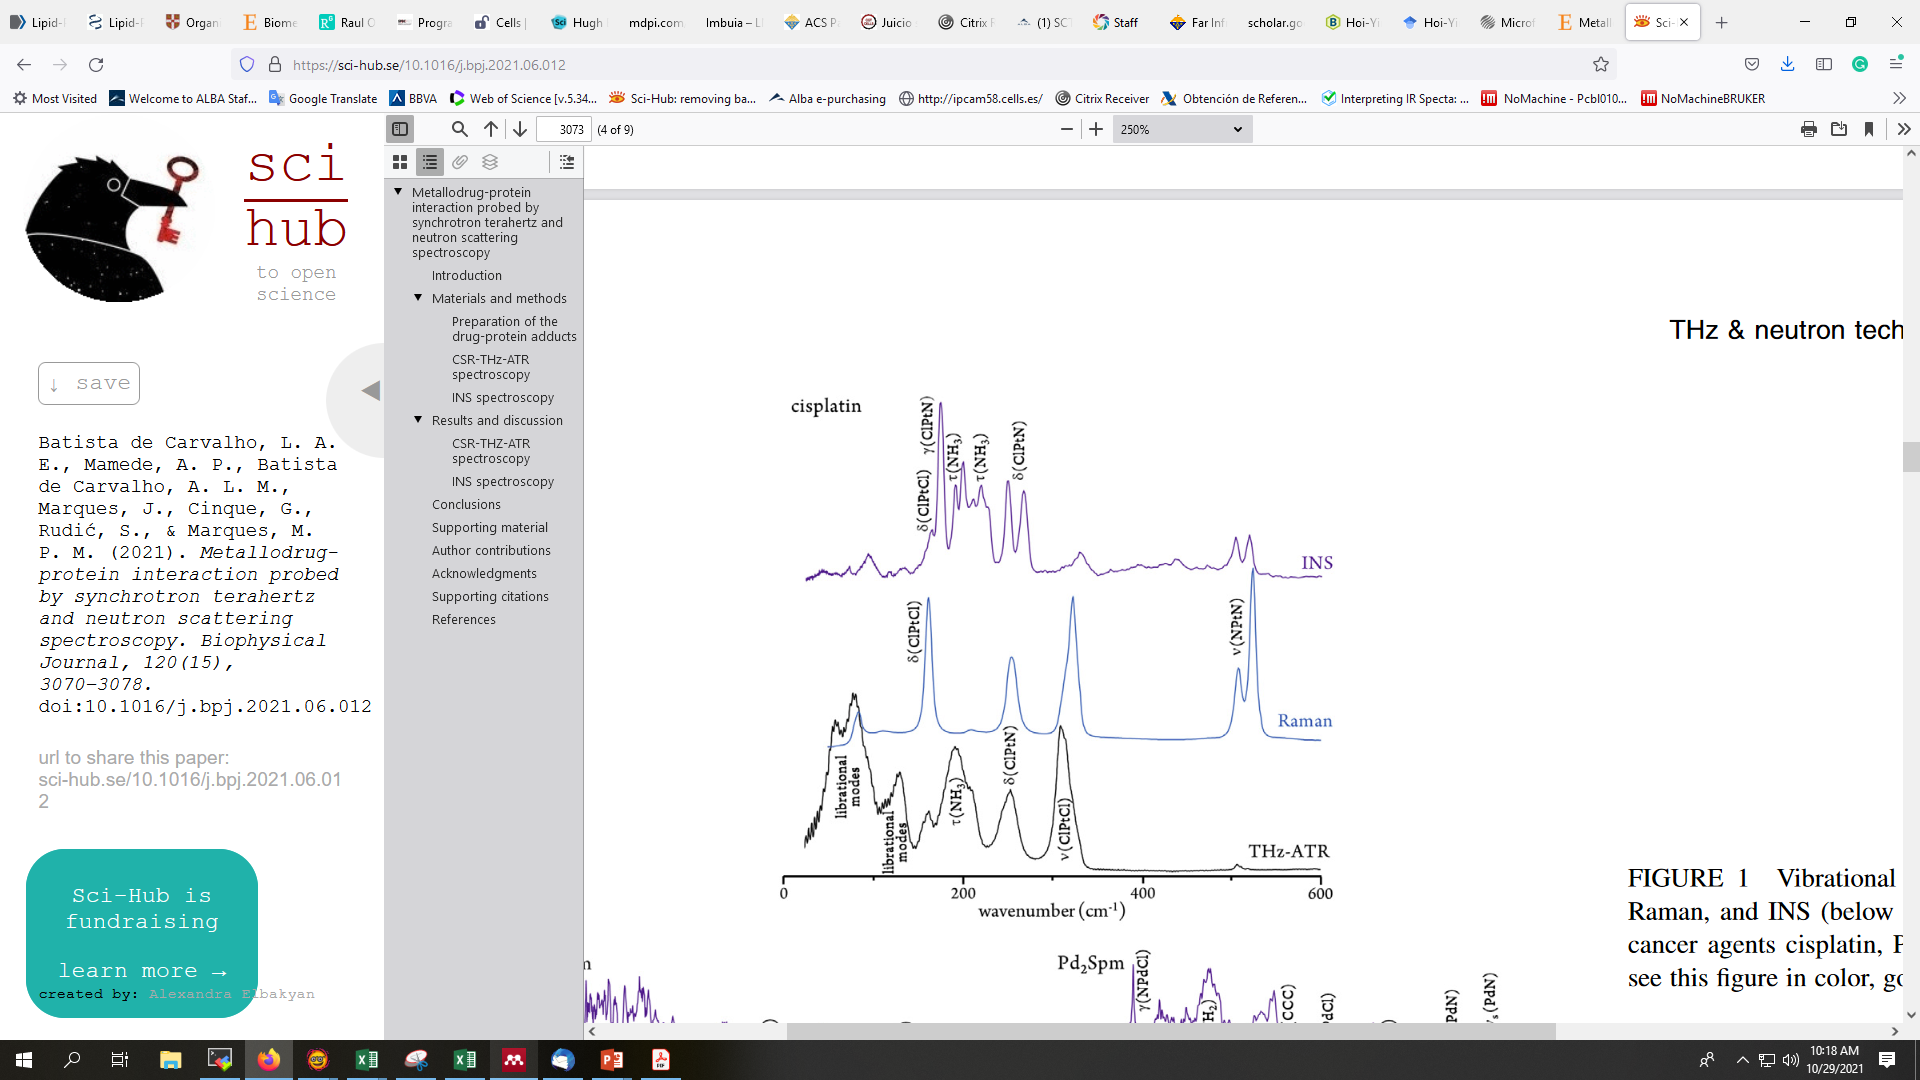 Lipid-
Lipid-
Organ
Biome
Raul O
Progra
Cells |
Hugh
mdpi.com
Imbuia – L
ACS P
Juicio
Citrix F
(1) SCT
Staff
Far Inf
scholar.go
Hoi-Yi
Hoi-Yi
Microf
Metall
Sci-
https://sci-hub.se/10.1016/j.bpj.2021.06.012
Most Visited
Welcome to ALBA Staf...
Google Translate
BBVA
Web of Science [v.5.34...
Sci-Hub: removing ba...
Alba e-purchasing
http://ipcam58.cells.es/
Citrix Receiver
Obtención de Referen...
Interpreting IR Specta: ...
NoMachine - Pcbl010...
NoMachineBRUKER
3073 (4 of 9)
250%
sci
hub
to open
science
↓ save
Batista de Carvalho, L. A.
E., Mamede, A. P., Batista
de Carvalho, A. L. M.,
Marques, J., Cinque, G.,
Rudić, S., & Marques, M.
P. M. (2021). Metallodrug-
protein interaction probed
by synchrotron terahertz
and neutron scattering
spectroscopy. Biophysical
Journal, 120(15),
3070–3078.
doi:10.1016/j.bpj.2021.06.012
url to share this paper:
sci-hub.se/10.1016/j.bpj.2021.06.01
2
Sci-Hub is
fundraising
learn more →
created by: Alexandra Elbakyan
Metallodrug-protein
interaction probed by
synchrotron terahertz and
neutron scattering
spectroscopy
Introduction
Materials and methods
Preparation of the
drug-protein adducts
CSR-THz-ATR
spectroscopy
INS spectroscopy
Results and discussion
CSR-THZ-ATR
spectroscopy
INS spectroscopy
Conclusions
Supporting material
Author contributions
Acknowledgments
Supporting citations
References
THz & neutron tech
cisplatin
δ(ClPtCl)
γ(ClPtN)
τ(NH3)
τ(NH3)
δ(ClPtN)
INS
δ(ClPtCl)
ν(NPtN)
Raman
librational
modes
librational
modes
τ(NH3)
δ(ClPtN)
ν(ClPtCl)
THz-ATR
0
200
400
600
wavenumber (cm-1)
FIGURE 1 Vibrational
Raman, and INS (below
cancer agents cisplatin, P
see this figure in color, go
Pd2Spm
γ(NPdCl)
10:18 AM
10/29/2021